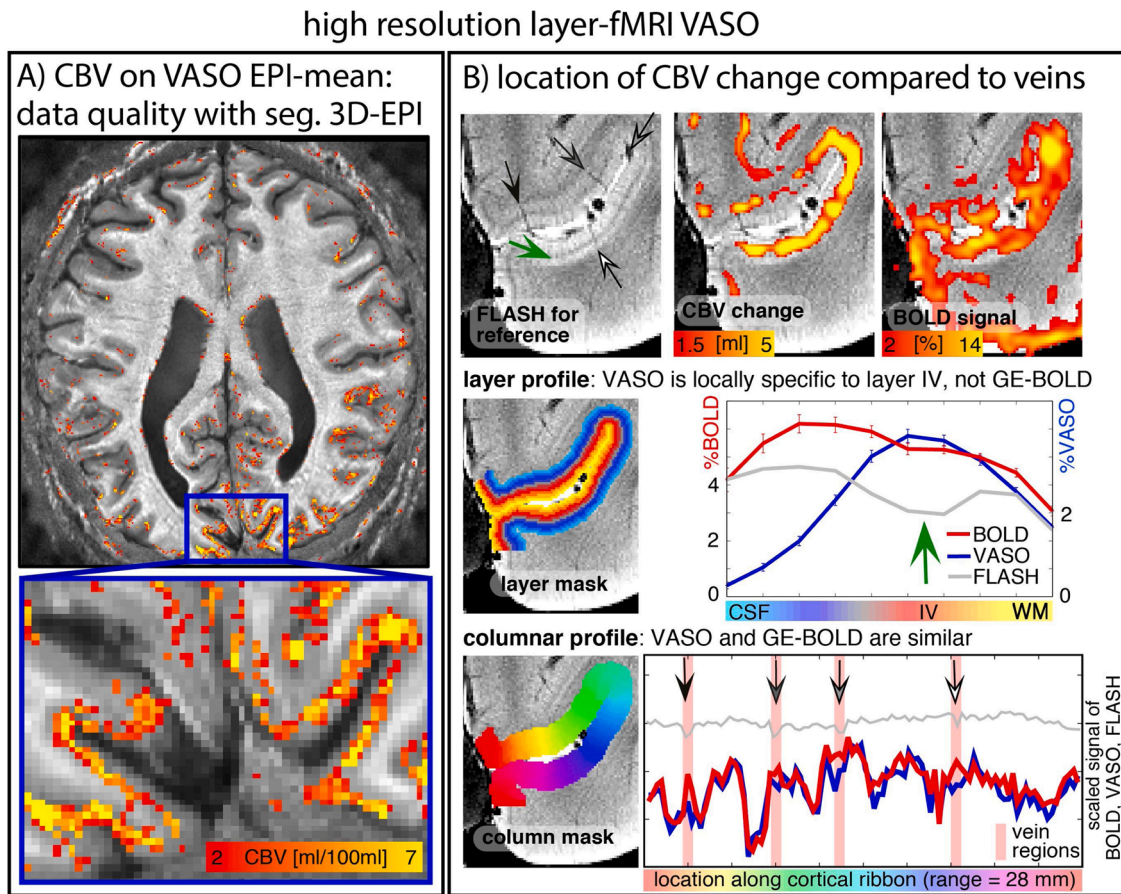 high resolution layer-fMRI VASO
A) CBV on VASO EPI-mean:
data quality with seg. 3D-EPI
2 CBV [ml/100ml] 7
B) location of CBV change compared to veins
FLASH for
reference
CBV change
1.5 [ml] 5
BOLD signal
2 [%] 14
layer profile: VASO is locally specific to layer IV, not GE-BOLD
layer mask
%BOLD
4
2
0
%VASO
2
0
BOLD
VASO
FLASH
CSF IV WM
columnar profile: VASO and GE-BOLD are similar
column mask
scaled signal of
BOLD, VASO, FLASH
vein
regions
location along cortical ribbon (range = 28 mm)